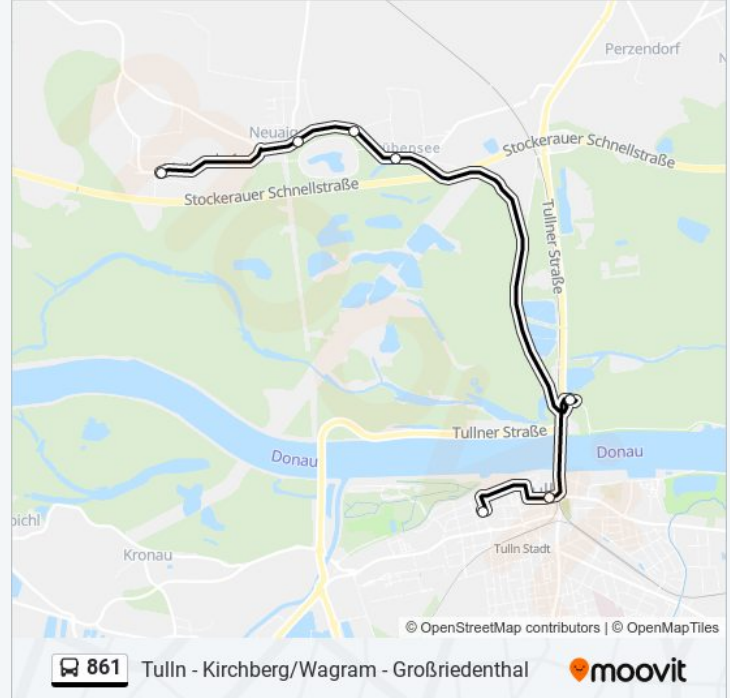 Perzendorf
Neuaig
Stockerauer Schnellstraße
Stockerauer Schnellstraße
Tullner Straße
Tullner Straße
Donau
Donau
Kronau
Tulln Stadt
© OpenStreetMap contributors | © OpenMapTiles
861 Tulln - Kirchberg/Wagram - Großriedenthal moovit